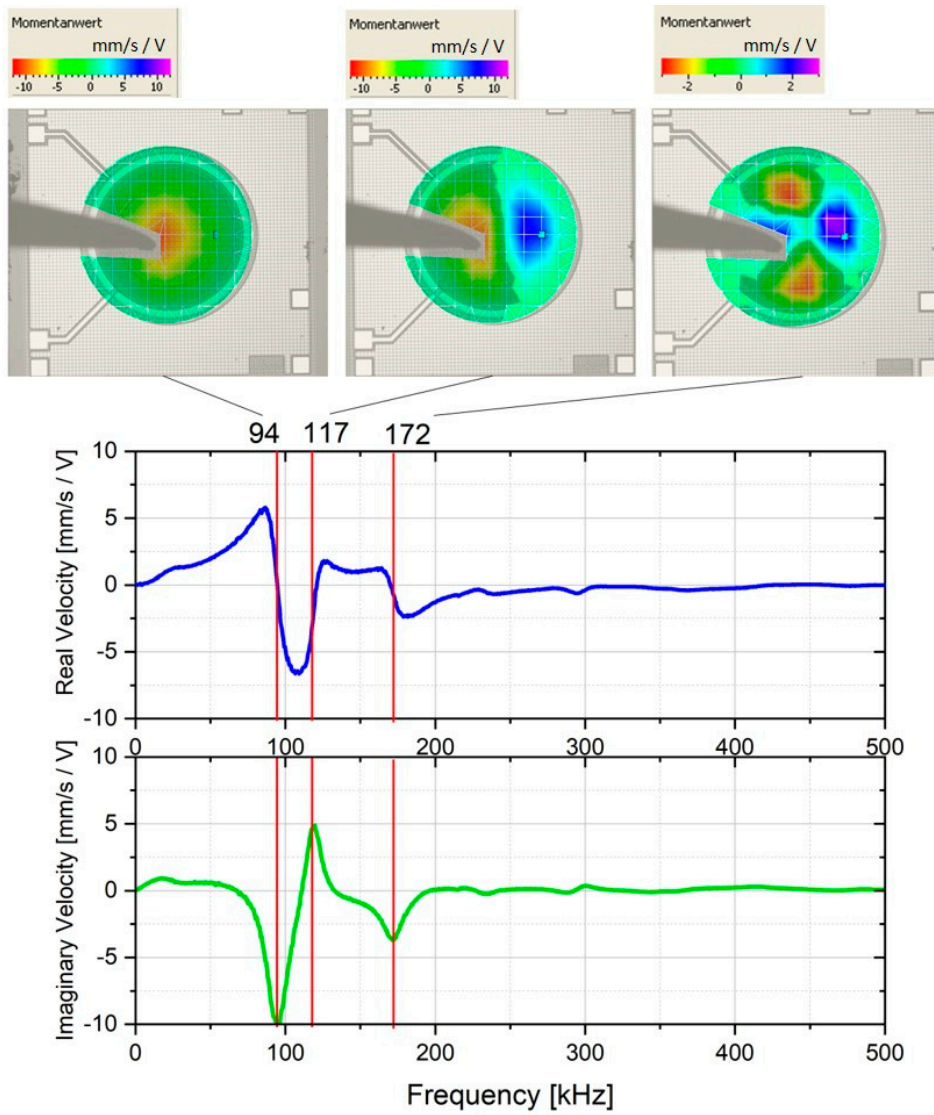 Momentanwert
mm/s / V
-10 -5 0 5 10
Momentanwert
mm/s / V
-10 -5 0 5 10
Momentanwert
mm/s / V
-2 0 2
94 117 172
Real Velocity [mm/s / V]
10
5
0
-5
-10
0 100 200 300 400 500
Imaginary Velocity [mm/s / V]
10
5
0
-5
-10
0 100 200 300 400 500
Frequency [kHz]